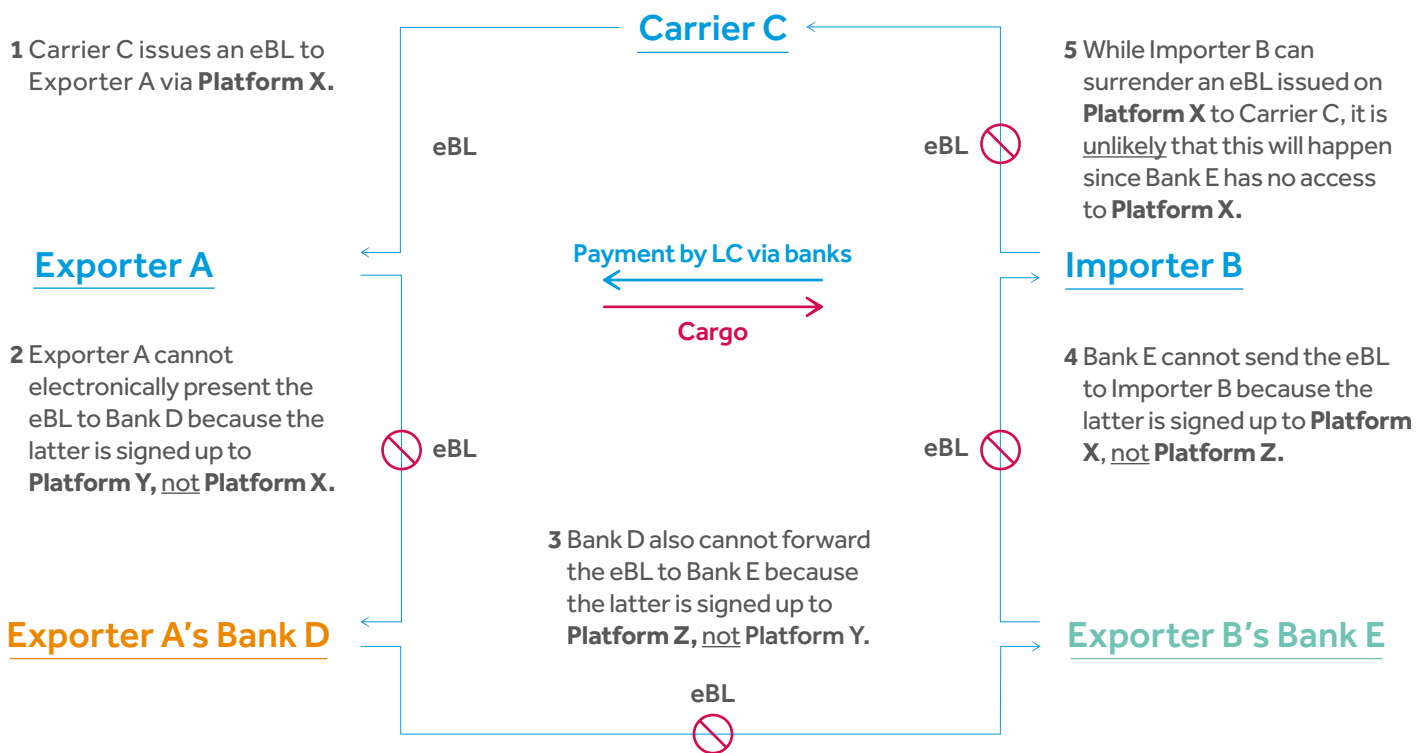 Carrier C
1 Carrier C issues an eBL to
Exporter A via Platform X.
eBL
5 While Importer B can
surrender an eBL issued on
Platform X to Carrier C, it is
unlikely that this will happen
since Bank E has no access
to Platform X.
eBL
Exporter A
Payment by LC via banks
Cargo
Importer B
2 Exporter A cannot
electronically present the
eBL to Bank D because the
latter is signed up to
Platform Y, not Platform X.
eBL
4 Bank E cannot send the eBL
to Importer B because the
latter is signed up to Platform
X, not Platform Z.
eBL
3 Bank D also cannot forward
the eBL to Bank E because
the latter is signed up to
Platform Z, not Platform Y.
Exporter A’s Bank D
Exporter B’s Bank E
eBL